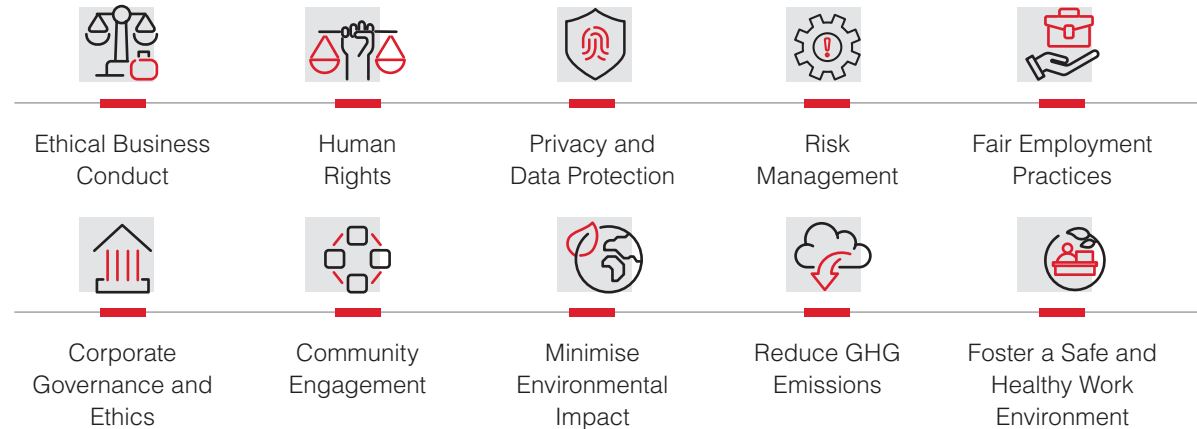 Ethical Business
Conduct
Human
Rights
Privacy and
Data Protection
Risk
Management
Fair Employment
Practices
Corporate
Governance and
Ethics
Community
Engagement
Minimise
Environmental
Impact
Reduce GHG
Emissions
Foster a Safe and
Healthy Work
Environment